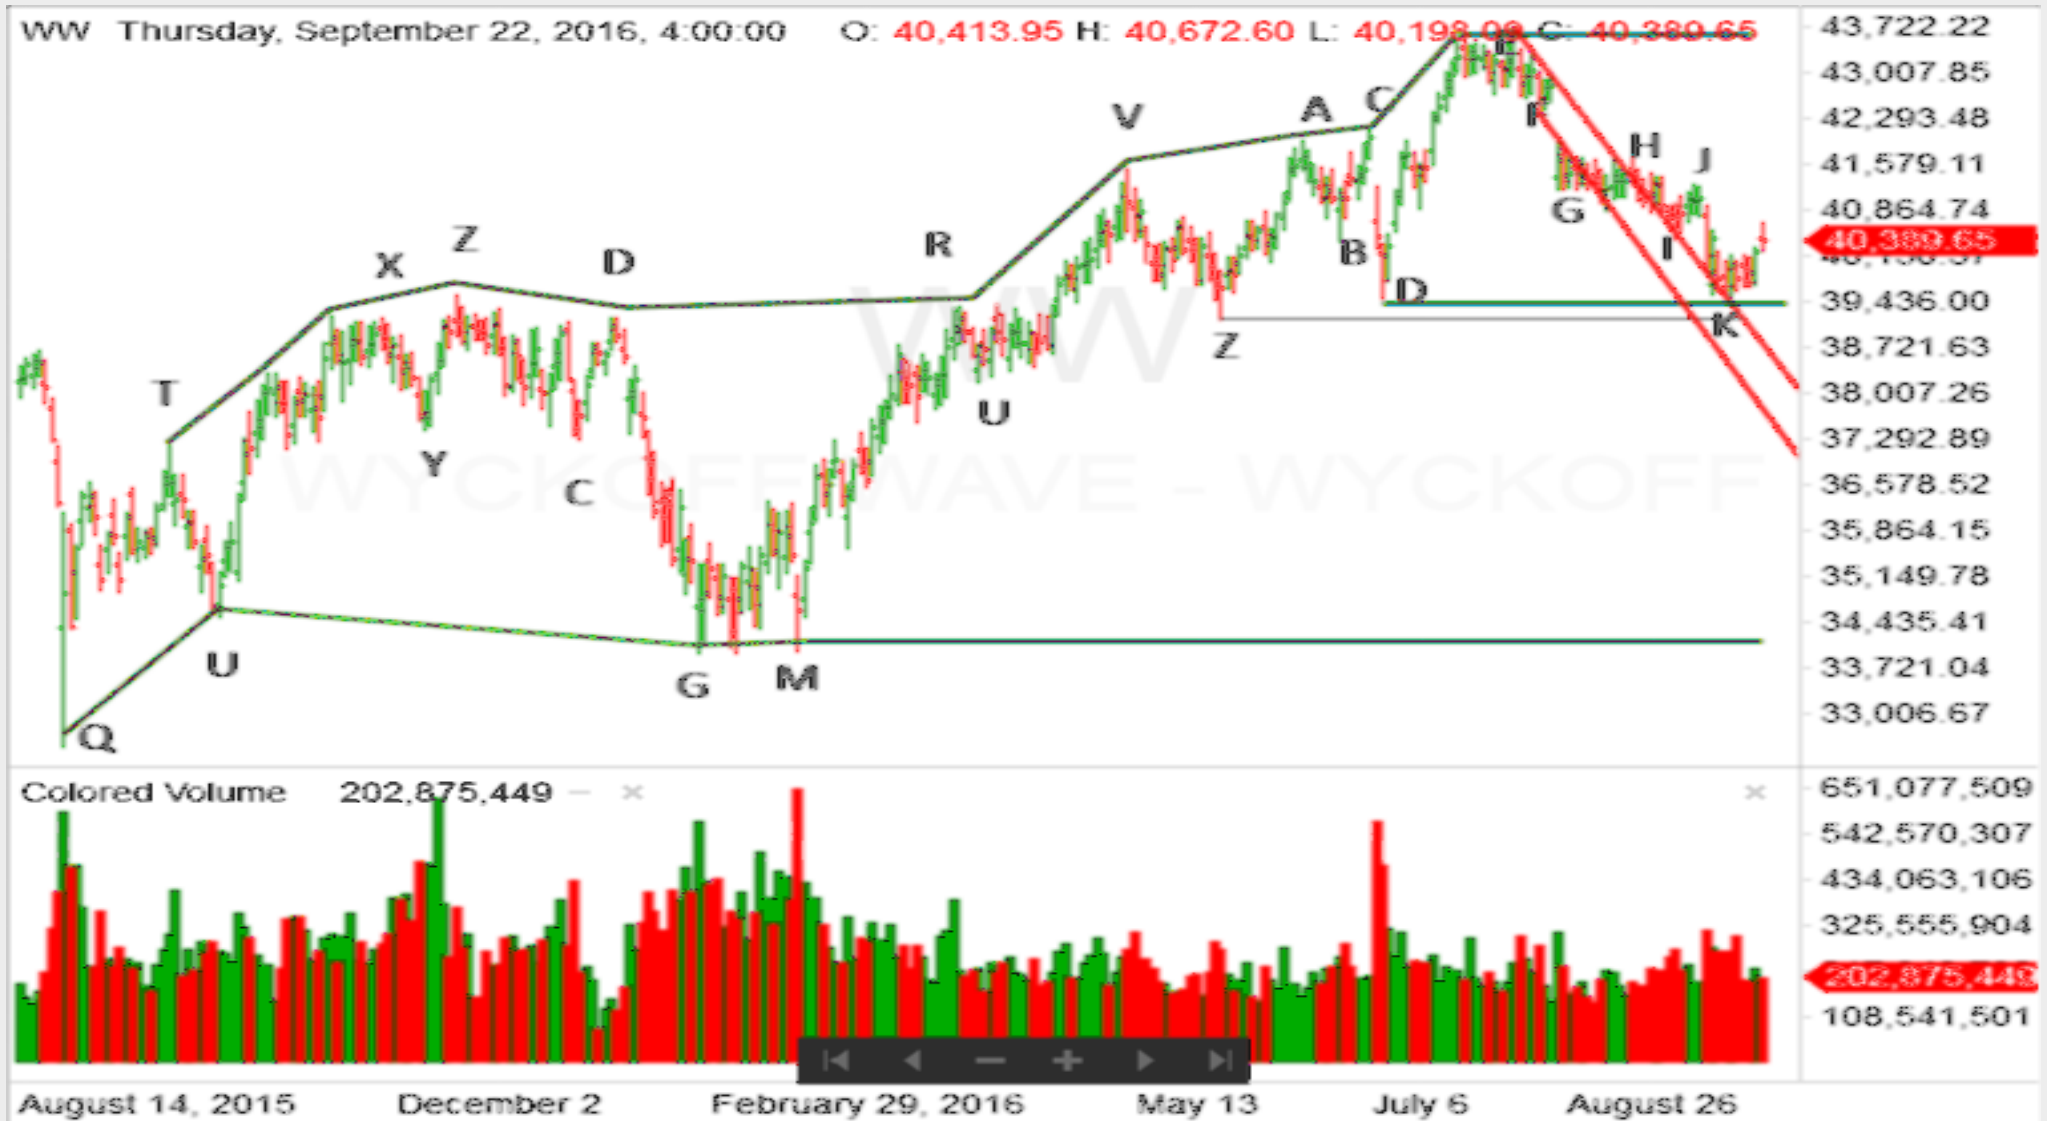 WW Thursday, September 22, 2016, 4:00:00 O: 40,413.95 H: 40,672.60 L: 40,198.09 C: 40,389.65
43,722.22
43,007.85
42,293.48
41,579.11
40,864.74
40,389.65
39,436.00
38,721.63
38,007.26
37,292.89
36,578.52
35,864.15
35,149.78
34,435.41
33,721.04
33,006.67
E
C
A
V
F
H
J
G
Z
X
D
R
I
B
D
K
Z
T
U
Y
C
U
G
M
Q
WW
WYCKOFF WAVE - WYCKOFF
Colored Volume 202,875,449
651,077,509
542,570,307
434,063,106
325,555,904
202,875,449
108,541,501
August 14, 2015 December 2 February 29, 2016 May 13 July 6 August 26